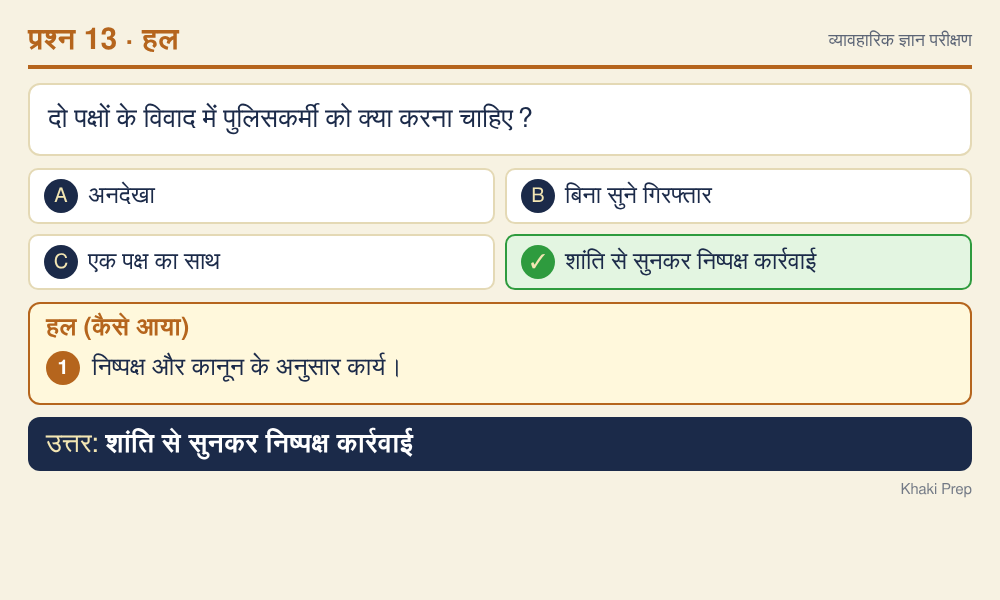 प्रश्न 13 · हल
व्यावहारिक ज्ञान परीक्षण
दो पक्षों के विवाद में पुलिसकर्मी को क्या करना चाहिए ?
A अनदेखा
B बिना सुने गिरफ्तार
C एक पक्ष का साथ
✓ शांति से सुनकर निष्पक्ष कार्रवाई
हल (कैसे आया)
1 निष्पक्ष और कानून के अनुसार कार्य।
उत्तर: शांति से सुनकर निष्पक्ष कार्रवाई
Khaki Prep